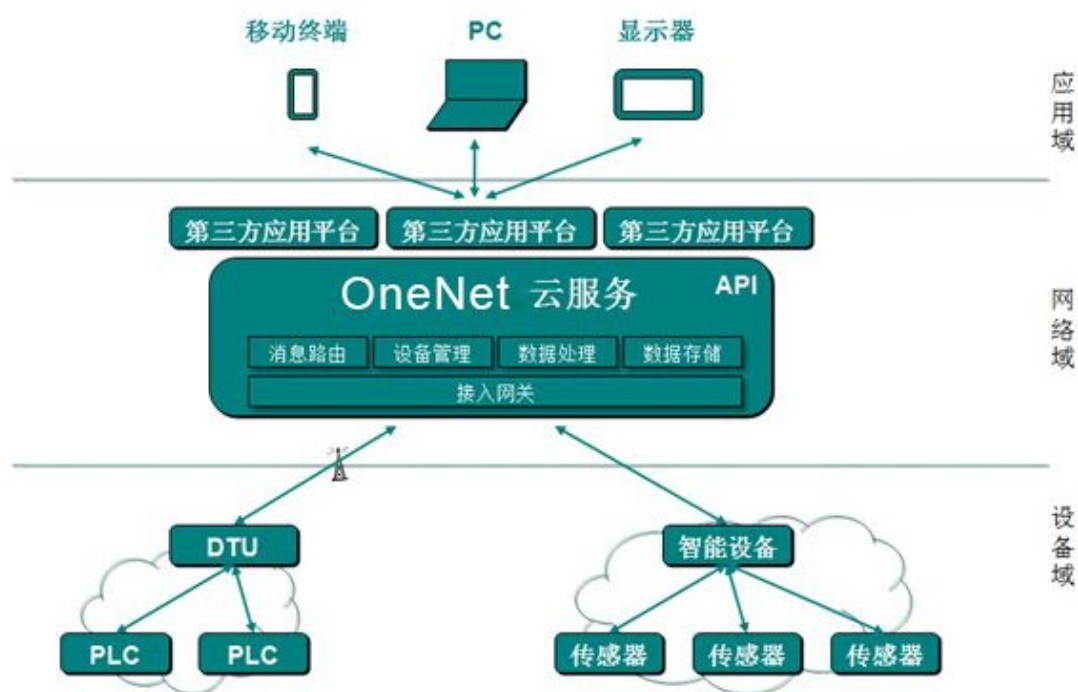 移动终端 PC 显示器
应用域
第三方应用平台 第三方应用平台 第三方应用平台
OneNet 云服务 API
消息路由 设备管理 数据处理 数据存储
接入网关
网络域
DTU 智能设备
设备域
PLC PLC 传感器 传感器 传感器